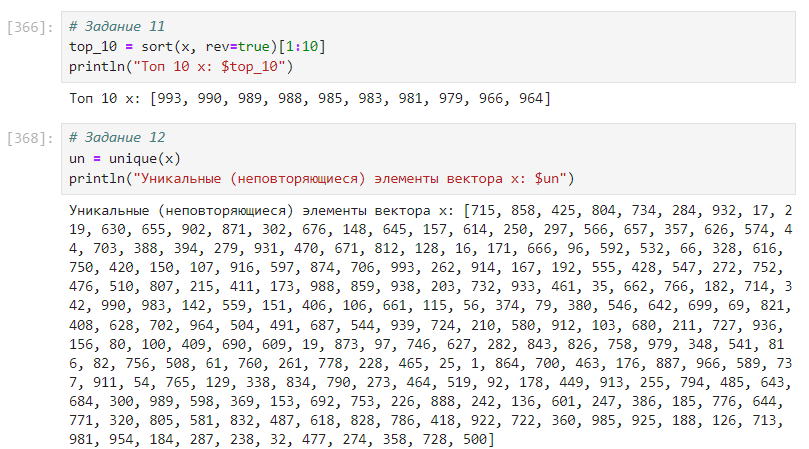 [366]: # Задание 11
top_10 = sort(x, rev=true)[1:10]
println("Топ 10 x: $top_10")
Топ 10 x: [993, 990, 989, 988, 985, 983, 981, 979, 966, 964]
[368]: # Задание 12
un = unique(x)
println("Уникальные (неповторяющиеся) элементы вектора x: $un")
Уникальные (неповторяющиеся) элементы вектора x: [715, 858, 425, 804, 734, 284, 932, 17, 2
19, 630, 655, 902, 871, 302, 676, 148, 645, 157, 614, 250, 297, 566, 657, 357, 626, 574, 4
4, 703, 388, 394, 279, 931, 470, 671, 812, 128, 16, 171, 666, 96, 592, 532, 66, 328, 616,
750, 420, 150, 107, 916, 597, 874, 706, 993, 262, 914, 167, 192, 555, 428, 547, 272, 752,
476, 510, 807, 215, 411, 173, 988, 859, 938, 203, 732, 933, 461, 35, 662, 766, 182, 714, 3
42, 990, 983, 142, 559, 151, 406, 106, 661, 115, 56, 374, 79, 380, 546, 642, 699, 69, 821,
408, 628, 702, 964, 504, 491, 687, 544, 939, 724, 210, 580, 912, 103, 680, 211, 727, 936,
156, 80, 100, 409, 690, 609, 19, 873, 97, 746, 627, 282, 843, 826, 758, 979, 348, 541, 81
6, 82, 756, 508, 61, 760, 261, 778, 228, 465, 25, 1, 864, 700, 463, 176, 887, 966, 589, 73
7, 911, 54, 765, 129, 338, 834, 790, 273, 464, 519, 92, 178, 449, 913, 255, 794, 485, 643,
684, 300, 989, 598, 369, 153, 692, 753, 226, 888, 242, 136, 601, 247, 386, 185, 776, 644,
771, 320, 805, 581, 832, 487, 618, 828, 786, 418, 922, 722, 360, 985, 925, 188, 126, 713,
981, 954, 184, 287, 238, 32, 477, 274, 358, 728, 500]